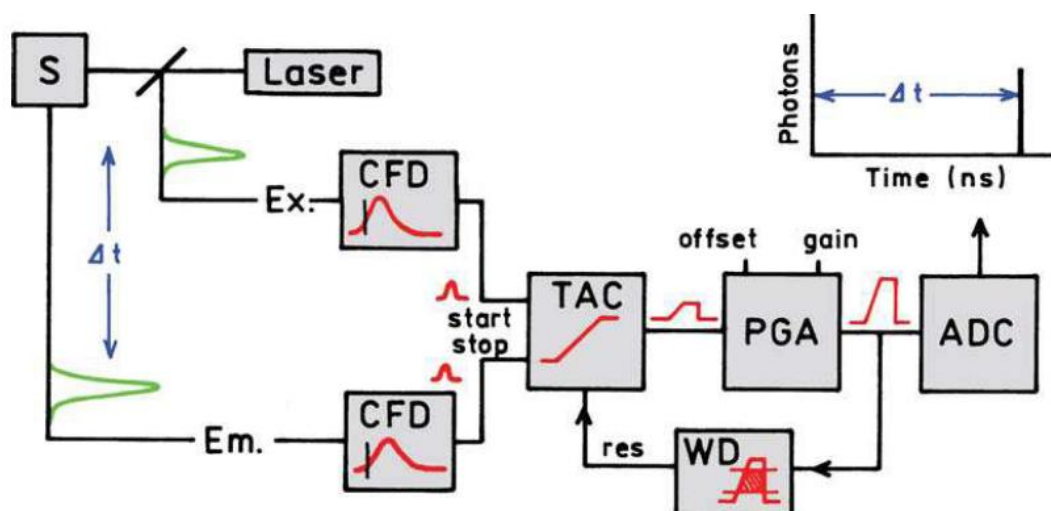 S
Laser
Δt
Ex.
CFD
Δt
Photons
Time (ns)
start
stop
TAC
offset
gain
PGA
ADC
Em.
CFD
res
WD